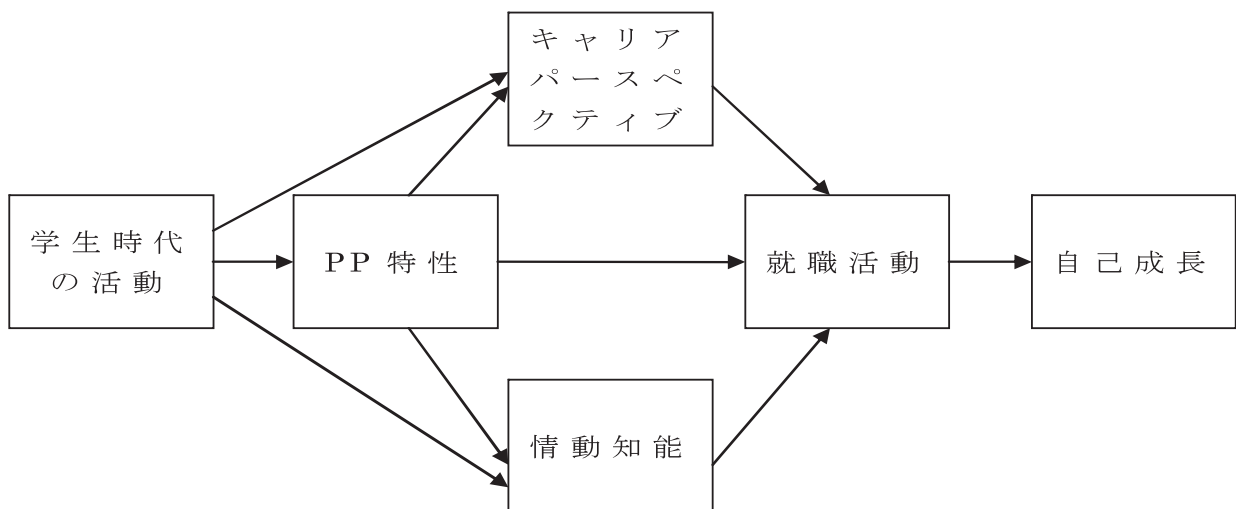 キャリア
パースペ
クティブ
学生時代
の活動
PP特性
就職活動
自己成長
情動知能